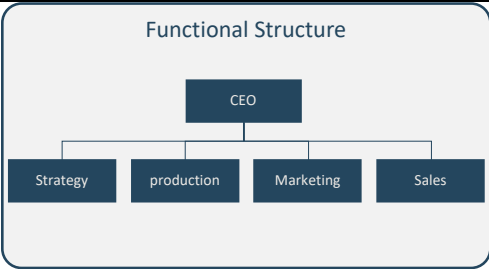 Functional Structure
CEO
Strategy
production
Marketing
Sales